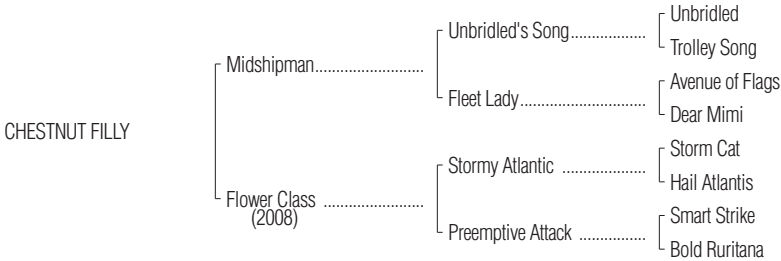 Unbridled
Unbridled's Song....................
Trolley Song
Midshipman...........................
Avenue of Flags
Fleet Lady.................................
Dear Mimi
CHESTNUT FILLY
Storm Cat
Stormy Atlantic ......................
Hail Atlantis
Flower Class ..........................
(2008)
Smart Strike
Preemptive Attack .................
Bold Ruritana